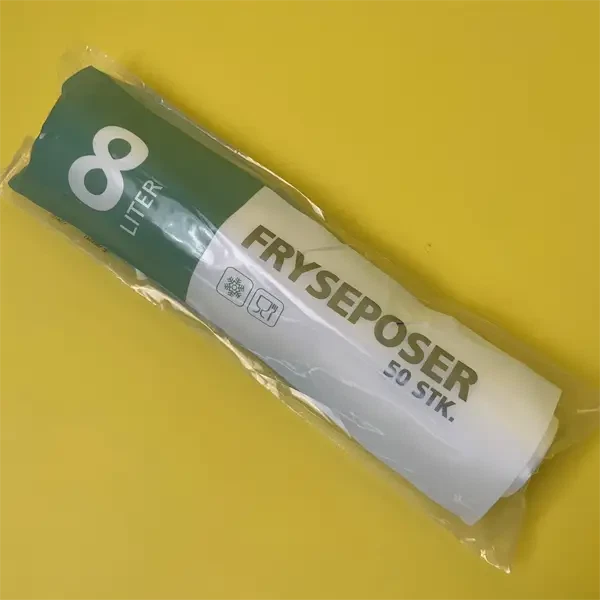 8
LITER
FRYSEPOSER
50 STK.